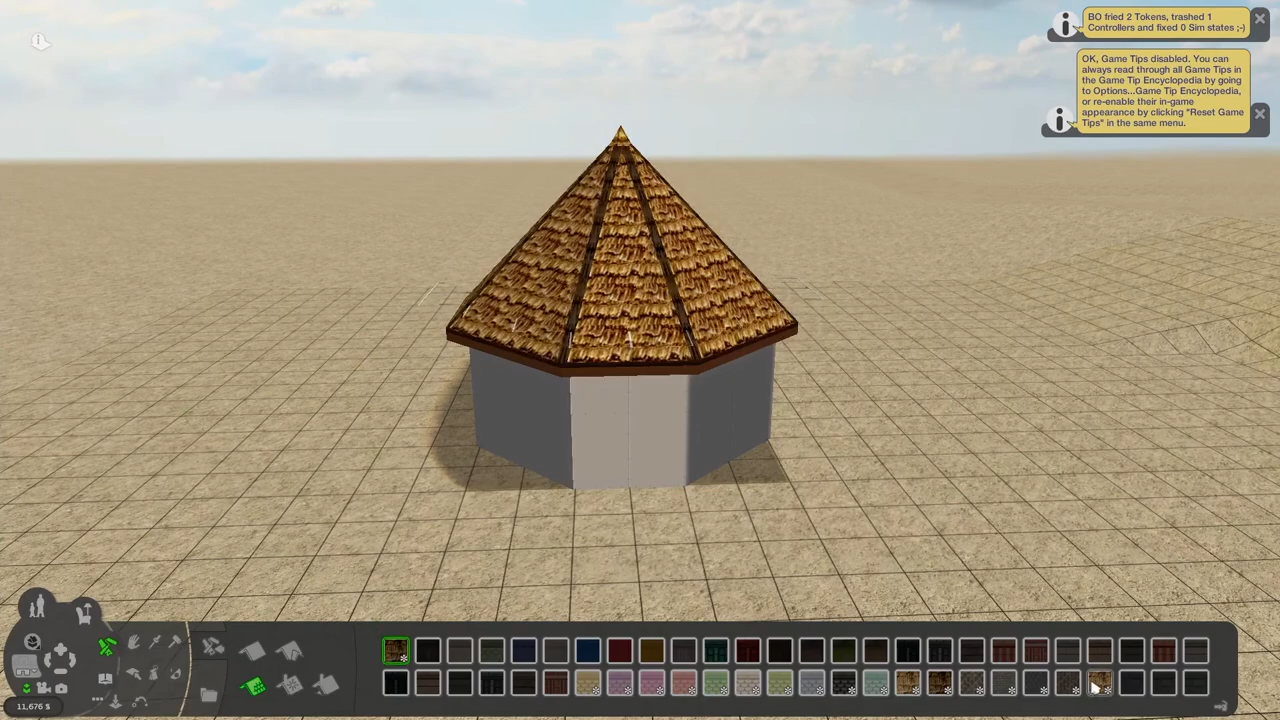 BO fried 2 Tokens, trashed 1
Controllers and fixed 0 Sim states ;-)
OK, Game Tips disabled. You can
always read through all Game Tips in
the Game Tip Encyclopedia by going
to Options...Game Tip Encyclopedia,
or re-enable their in-game
appearance by clicking "Reset Game
Tips" in the same menu.
11,676 $